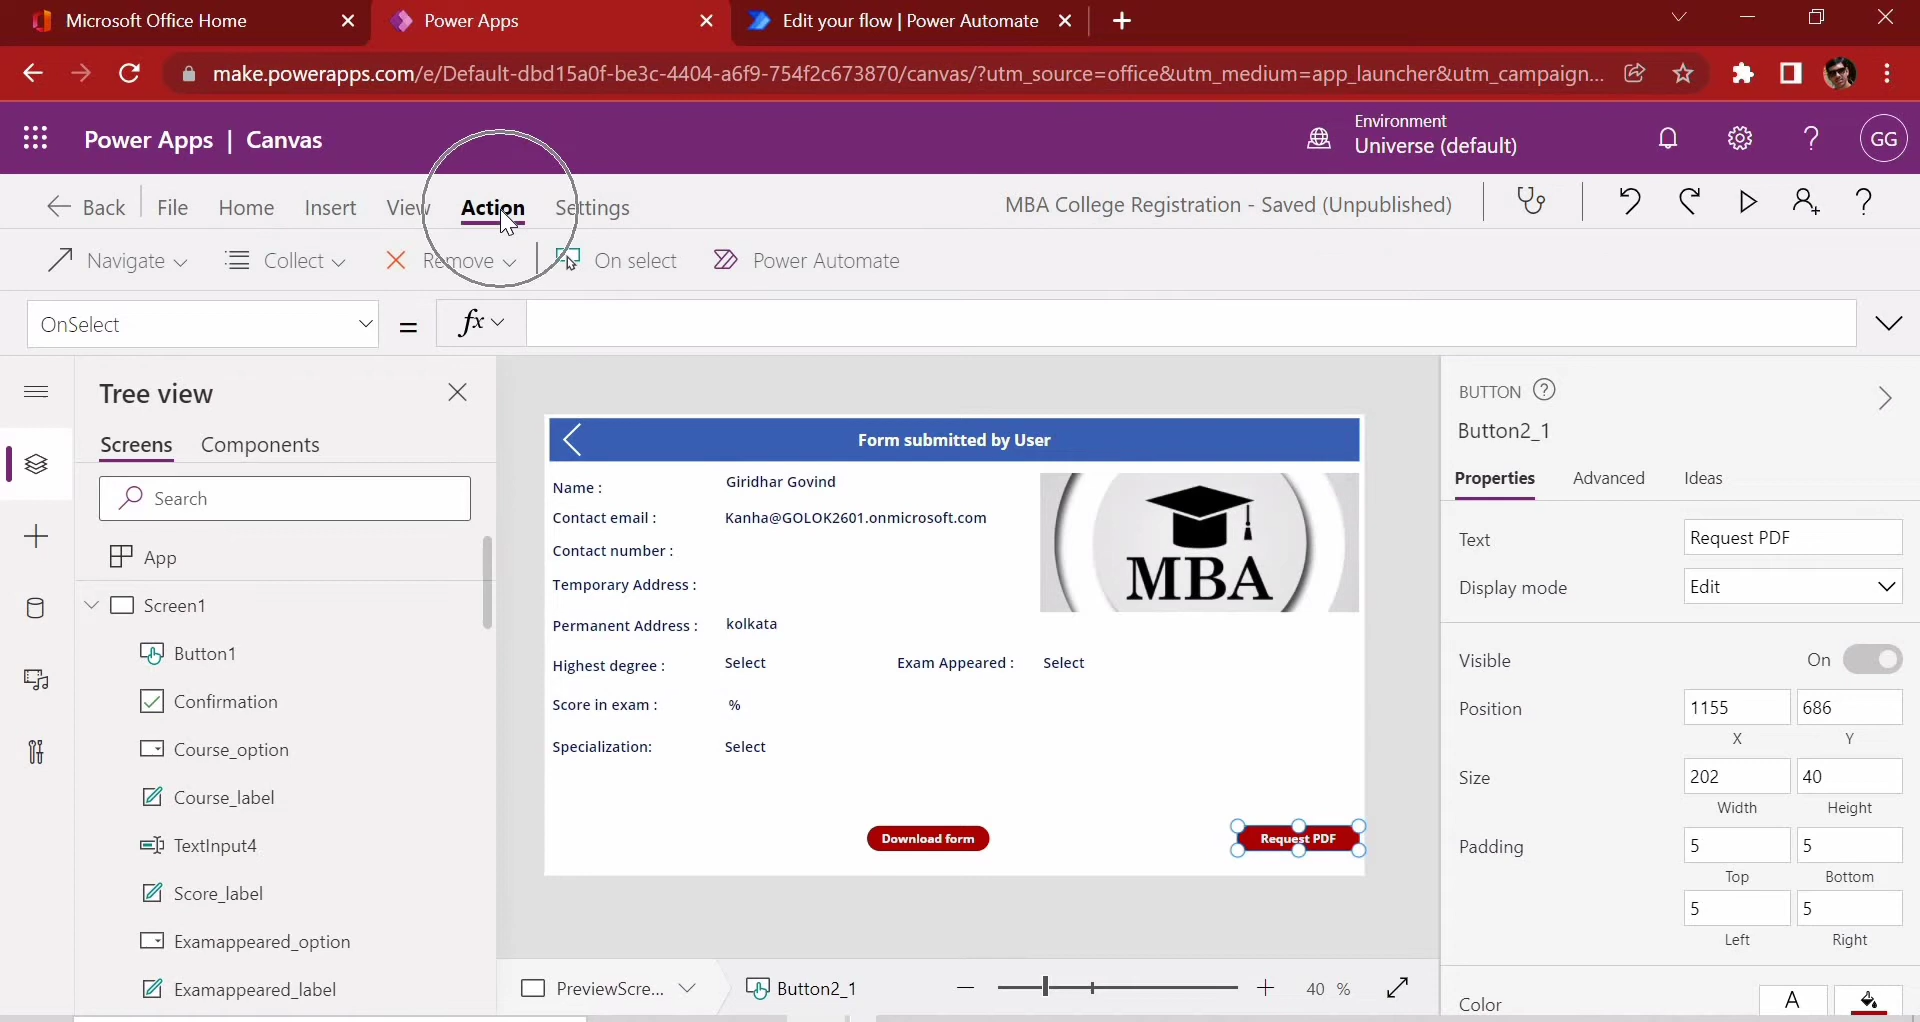 Microsoft Office Home
Power Apps
Edit your flow | Power Automate
make.powerapps.com/e/Default-dbd15a0f-be3c-4404-a6f9-754f2c673870/canvas/?utm_source=office&utm_medium=app_launcher&utm_campaign...
Power Apps | Canvas
Environment
Universe (default)
GG
Back
File
Home
Insert
View
Action
Settings
MBA College Registration - Saved (Unpublished)
Navigate
Collect
Remove
On select
Power Automate
OnSelect
=
fx
Tree view
Screens
Components
Search
App
Screen1
Button1
Confirmation
Course_option
Course_label
TextInput4
Score_label
Examappeared_option
Examappeared_label
Form submitted by User
Name :
Giridhar Govind
Contact email :
Kanha@GOLOK2601.onmicrosoft.com
Contact number :
Temporary Address :
Permanent Address :
kolkata
Highest degree :
Select
Exam Appeared :
Select
Score in exam :
%
Specialization:
Select
MBA
Download form
Request PDF
PreviewScre...
Button2_1
40 %
BUTTON
Button2_1
Properties
Advanced
Ideas
Text
Request PDF
Display mode
Edit
Visible
On
Position
1155
686
X
Y
Size
202
40
Width
Height
Padding
5
5
Top
Bottom
5
5
Left
Right
Color
A